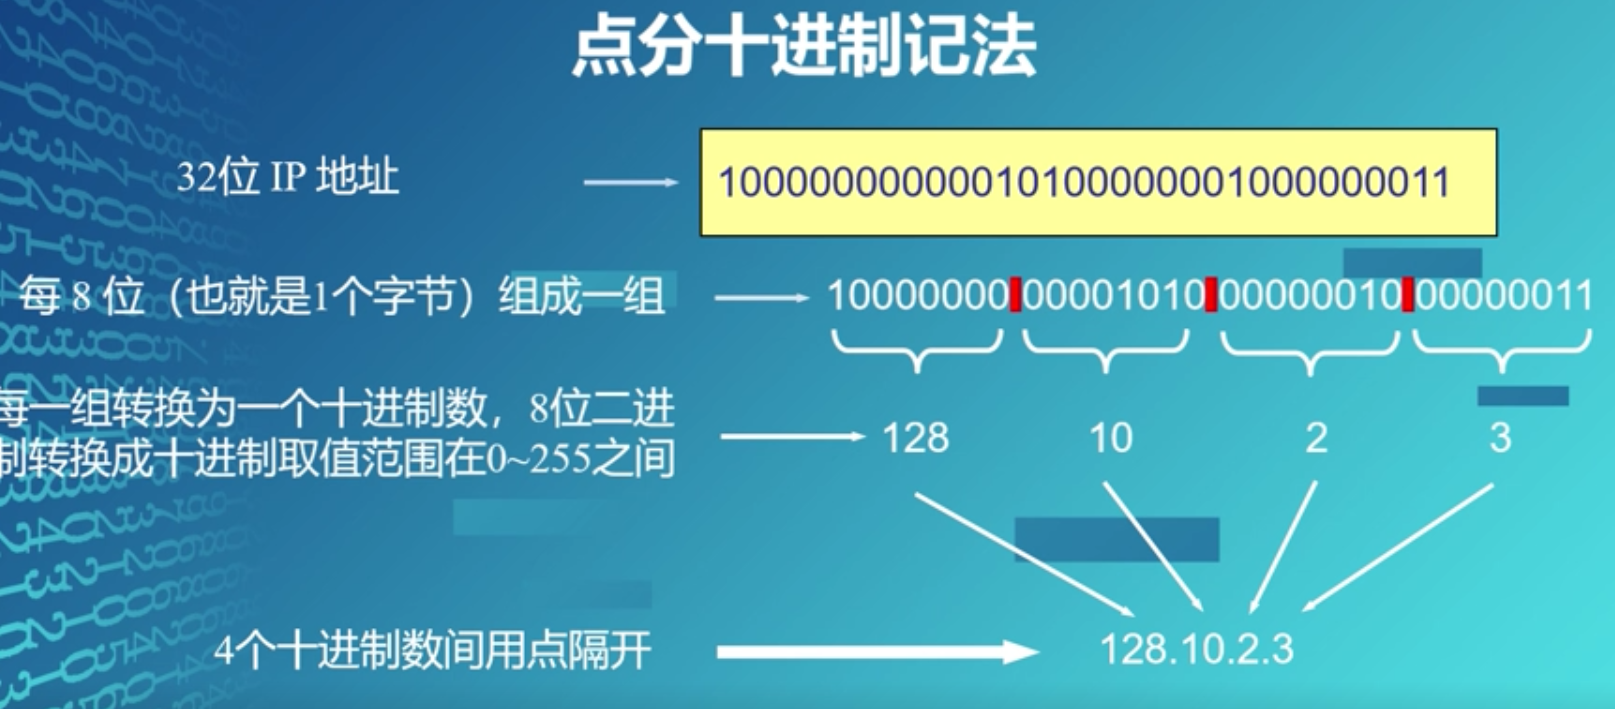 点分十进制记法
32位 IP 地址
10000000000010100000001000000011
每 8 位（也就是1个字节）组成一组
10000000 00001010 00000010 00000011
每一组转换为一个十进制数，8位二进
制转换成十进制取值范围在0~255之间
128 10 2 3
4个十进制数间用点隔开
128.10.2.3